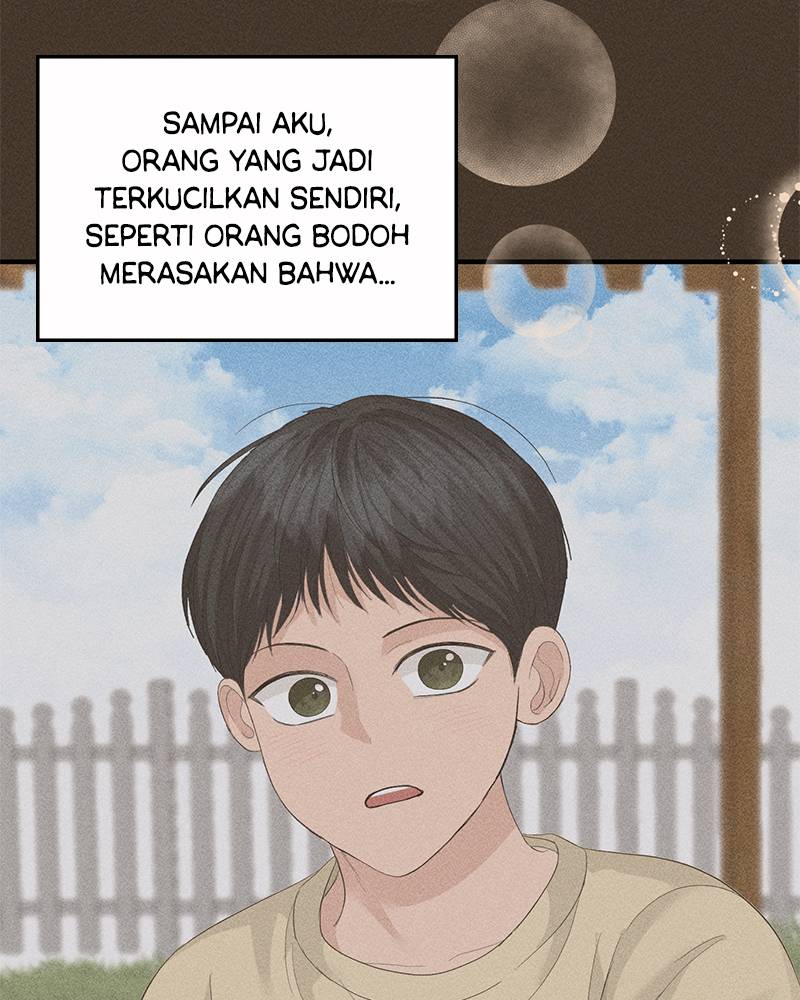 SAMPAI AKU,
ORANG YANG JADI
TERKUCILKAN SENDIRI,
SEPERTI ORANG BODOH
MERASAKAN BAHWA...